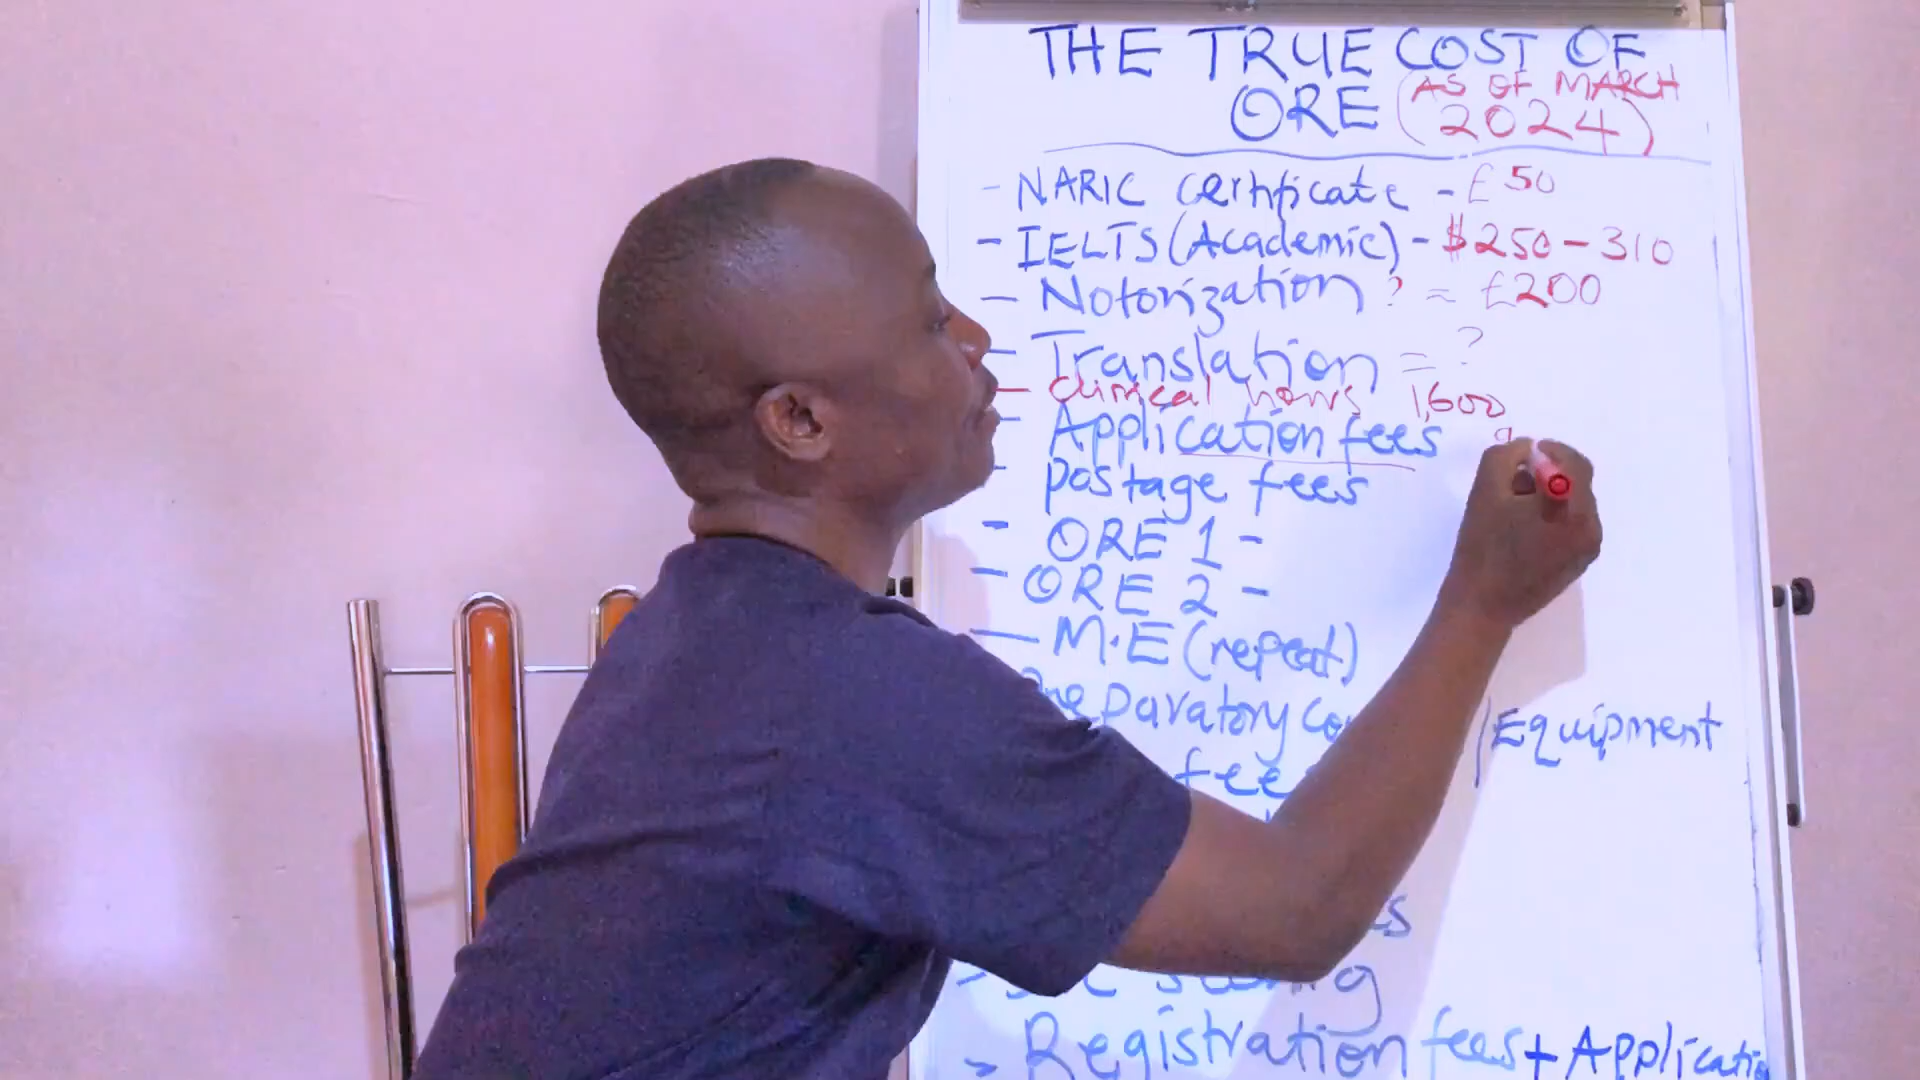 THE TRUE COST OF
ORE (AS OF MARCH
2024)
- NARIC certificate - £50
- IELTS (Academic) - $250 - 310
- Notorization ? = £200
- Translation = ?
- clinical hours 1,600
- Application fees
- postage fees
- ORE 1 -
- ORE 2 -
- M.E (repeat)
/Equipment
- Registration fees + Applicatio